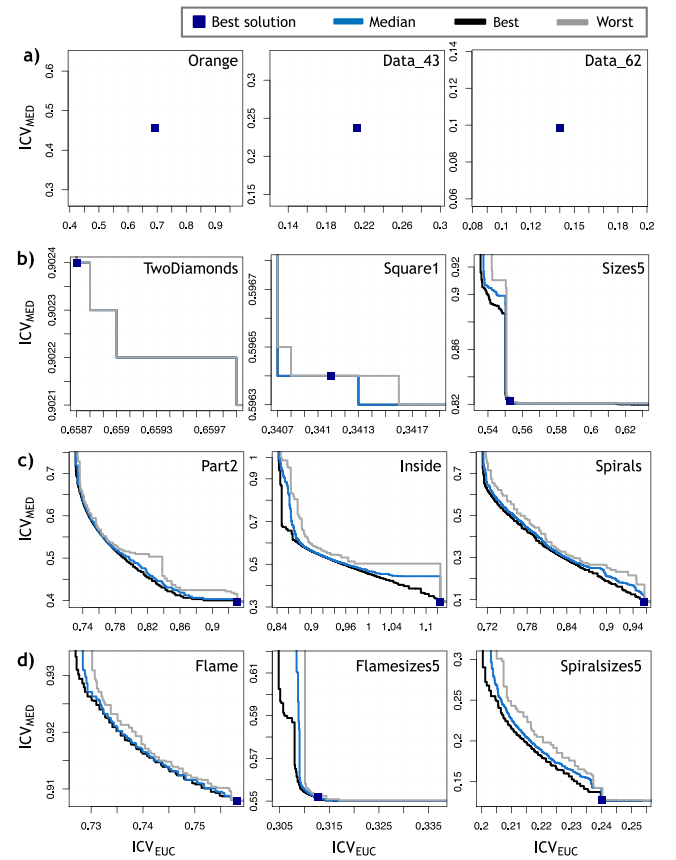 Best solution Median Best Worst
a)
Orange
Data_43
Data_62
ICV_MED
0.6
0.5
0.4
0.3
0.4 0.5 0.6 0.7 0.8 0.9
0.3
0.25
0.2
0.15
0.14 0.18 0.22 0.26 0.3
0.14
0.12
0.1
0.08
0.06
0.08 0.1 0.12 0.15 0.16 0.18 0.2
b)
TwoDiamonds
Square1
Sizes5
ICV_MED
0.9024
0.9023
0.9022
0.9021
0.6587 0.659 0.6593 0.6597
0.5967
0.5965
0.5963
0.3407 0.341 0.3413 0.3417
0.92
0.9
0.86
0.82
0.54 0.56 0.58 0.6 0.62
c)
Part2
Inside
Spirals
ICV_MED
0.7
0.6
0.5
0.4
0.74 0.78 0.82 0.86 0.9
1
0.9
0.7
0.5
0.3
0.84 0.9 0.96 1 1.04 1.1
0.7
0.5
0.3
0.1
0.72 0.78 0.84 0.9 0.94
d)
Flame
Flamesizes5
Spiralsizes5
ICV_MED
0.93
0.92
0.91
0.73 0.74 0.75
0.61
0.59
0.57
0.55
0.305 0.315 0.325 0.335
0.3
0.25
0.2
0.15
0.2 0.21 0.22 0.23 0.24 0.25
ICV_EUC
ICV_EUC
ICV_EUC